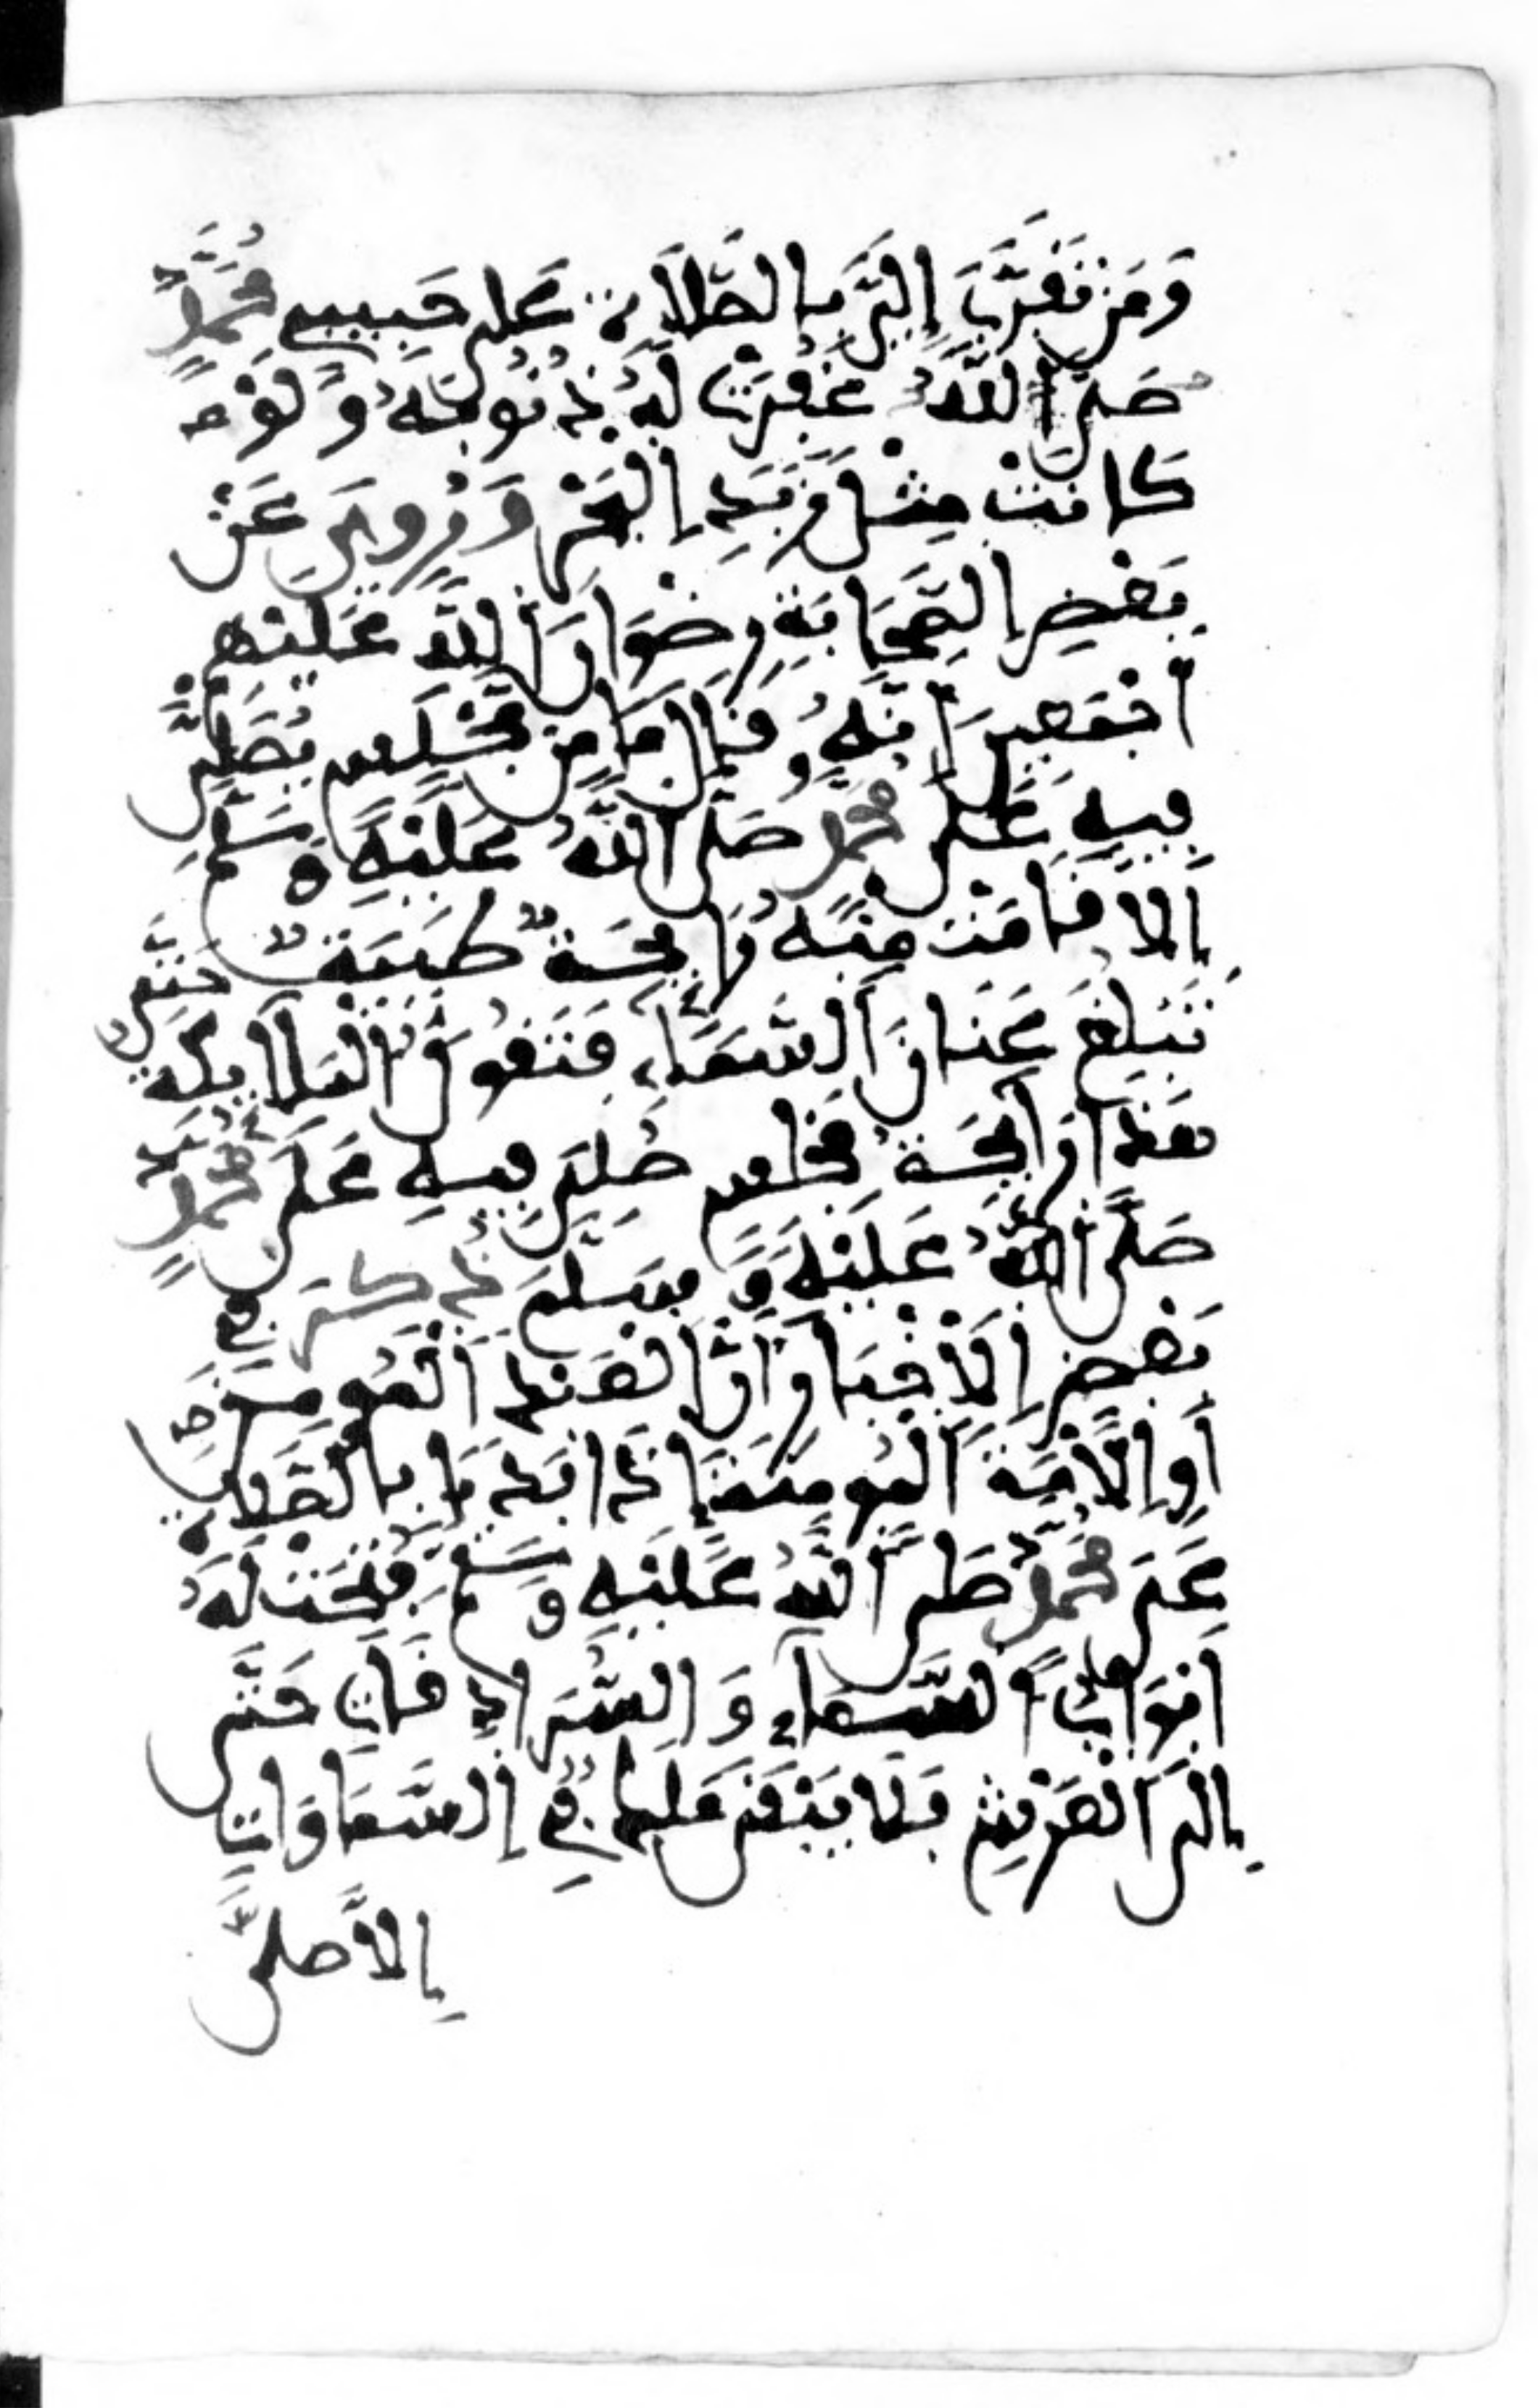 وَمَن تَقَرَّبَ إِلَىَّ بِالصَّلَاةِ عَلَى حَبِيبِي مُحَمَّدٍ
صَلَّى اللَّهُ غَفَرْتُ لَهُ ذُنُوبَهُ وَلَوْ
كَانَتْ مِثْلَ زَبَدِ الْبَحْرِ وَرُوِيَ عَنْ
بَعْضِ الصَّحَابَةِ رِضْوَانُ اللَّهِ عَلَيْهِمْ
أَجْمَعِينَ أَنَّهُ قَالَ مَا مِن مَّجْلِسٍ يُصَلَّى
فِيهِ عَلَى مُحَمَّدٍ صَلَّى اللَّهُ عَلَيْهِ وَسَلَّمَ
إِلَّا قَامَتْ مِنْهُ رَائِحَةٌ طَيِّبَةٌ حَتَّى
تَبْلُغَ عَنَانَ السَّمَاءِ فَتَقُولُ الْمَلَائِكَةُ
هَذَا رَائِحَةُ مَجْلِسٍ صُلِّيَ فِيهِ عَلَى مُحَمَّدٍ
صَلَّى اللَّهُ عَلَيْهِ وَسَلَّمَ ذُكِرَ فِي
بَعْضِ الْأَخْبَارِ أَنَّ الْعَبْدَ الْمُومِنَ
أَوِ الْأَمَةَ الْمُومِنَةَ إِذَا بَدَأَ بِالصَّلَاةِ
عَلَى مُحَمَّدٍ صَلَّى اللَّهُ عَلَيْهِ وَسَلَّمَ فُتِحَتْ لَهُ
أَبْوَابُ السَّمَاءِ وَالسُّرَادِقَاتُ حَتَّى
إِلَى الْعَرْشِ فَلَا يَبْقَى مَلَكٌ فِي السَّمَاوَاتِ
إِلَّا صَلَّى